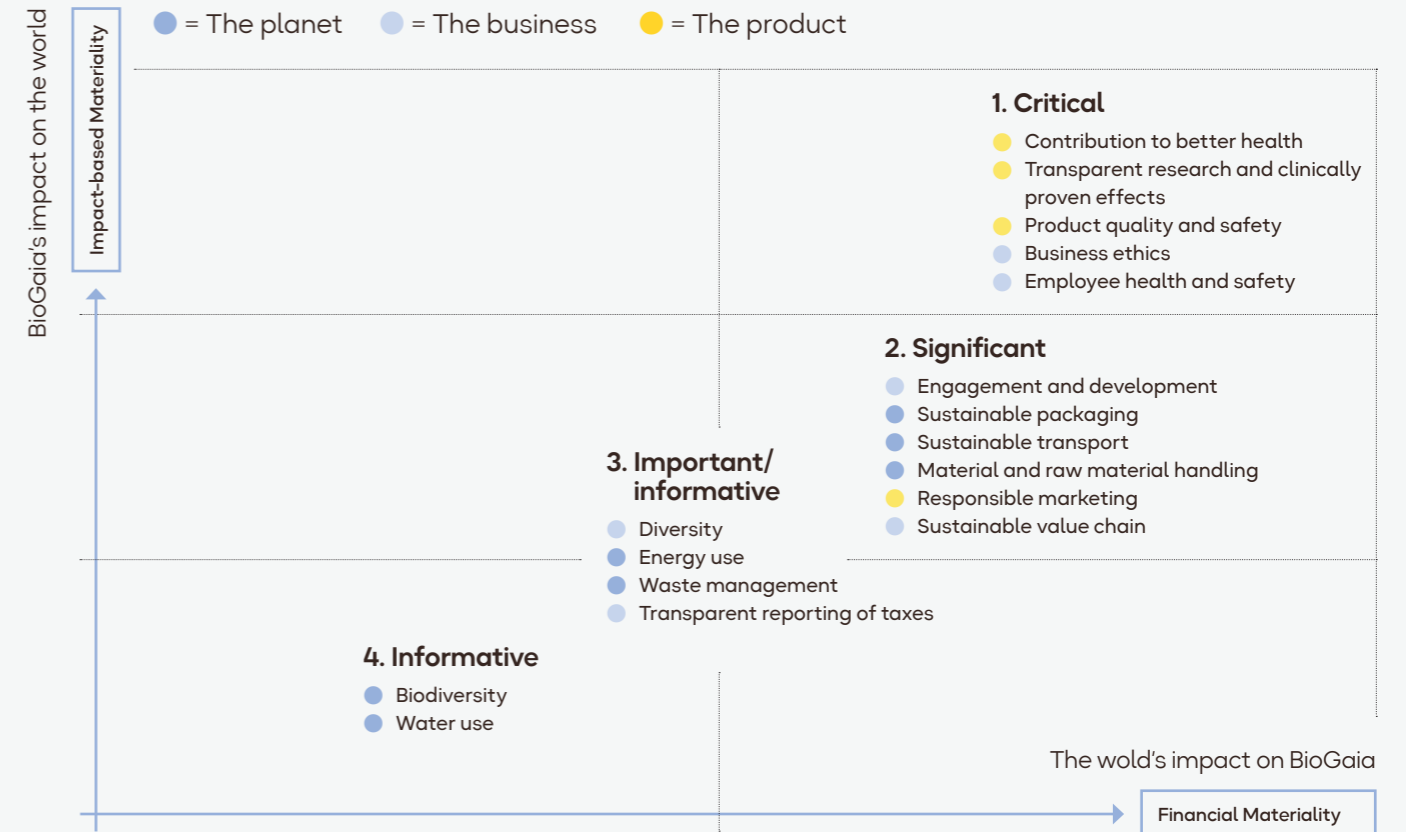 BioGaia's impact on the world
Impact-based Materiality
= The planet
= The business
= The product
1. Critical
Contribution to better health
Transparent research and clinically
proven effects
Product quality and safety
Business ethics
Employee health and safety
2. Significant
Engagement and development
Sustainable packaging
Sustainable transport
Material and raw material handling
Responsible marketing
Sustainable value chain
3. Important/
informative
Diversity
Energy use
Waste management
Transparent reporting of taxes
4. Informative
Biodiversity
Water use
The wold's impact on BioGaia
Financial Materiality